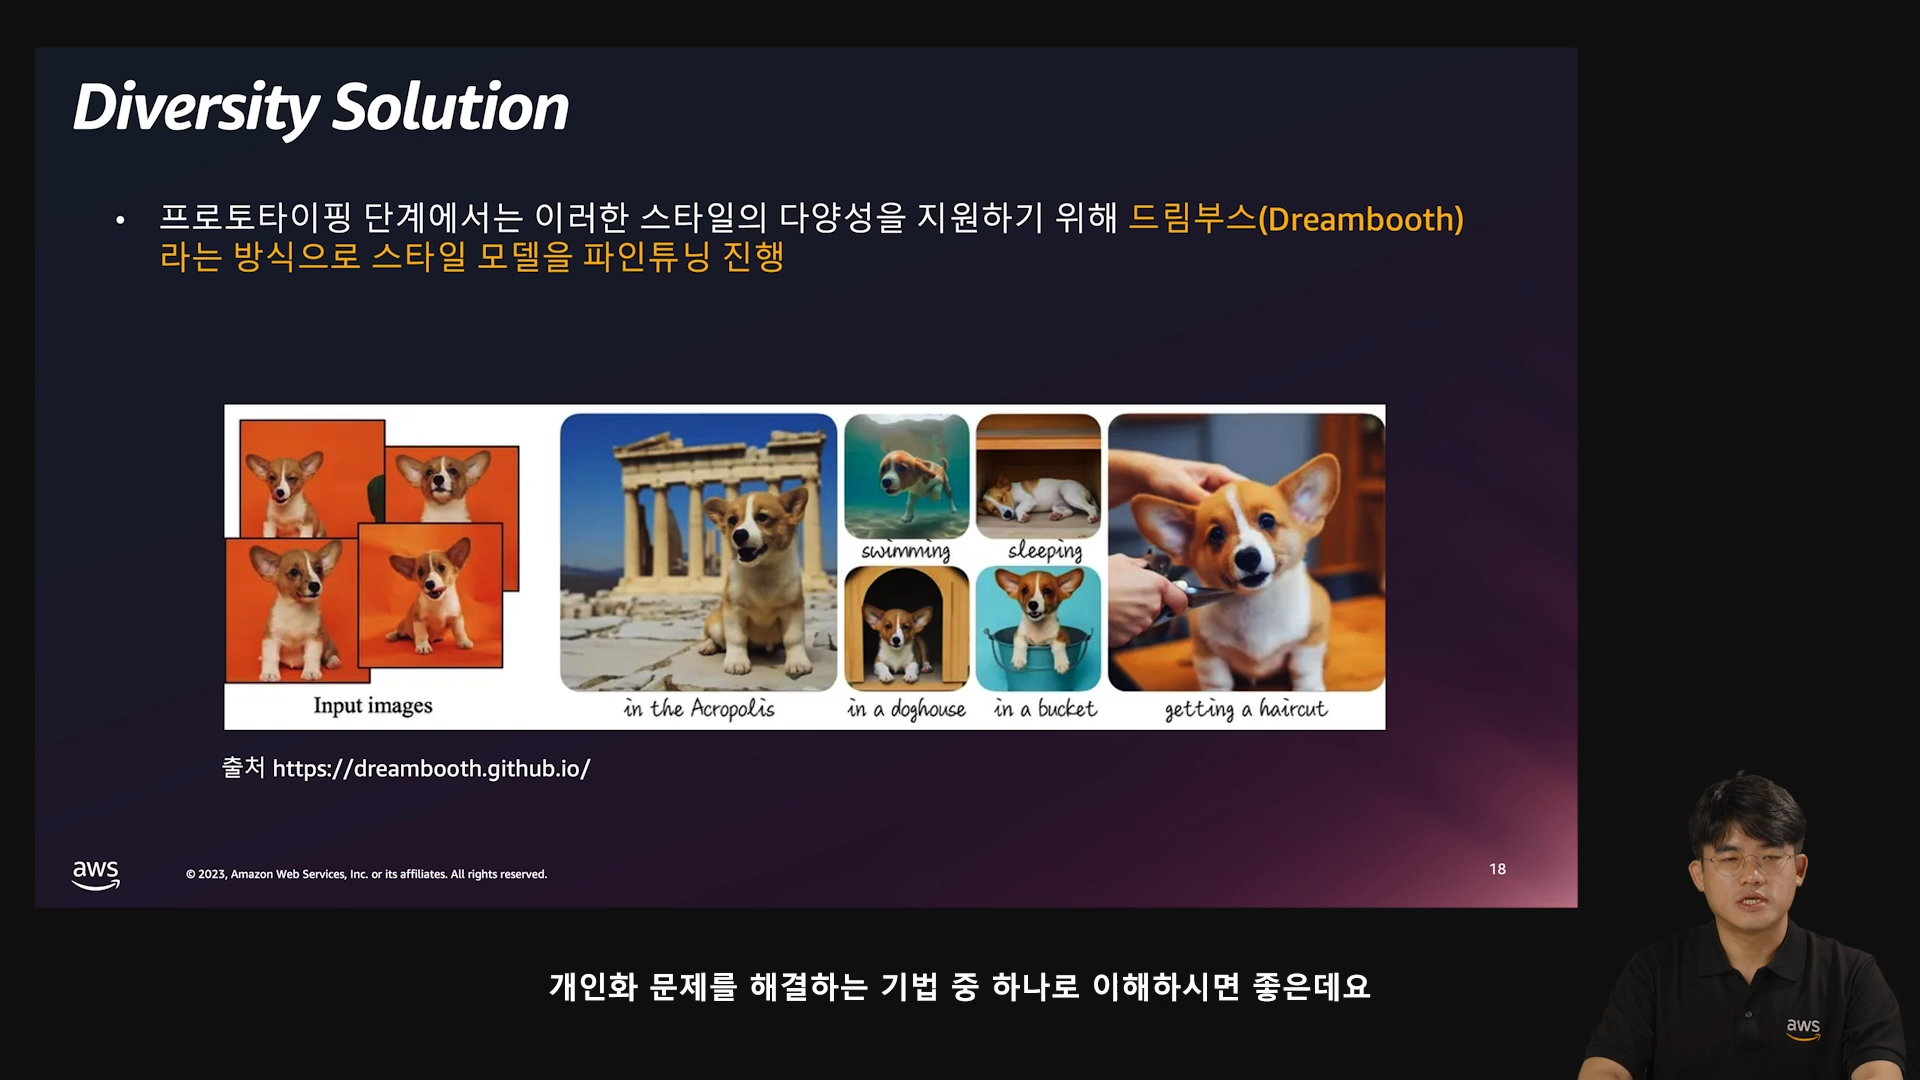 Diversity Solution
• 프로토타이핑 단계에서는 이러한 스타일의 다양성을 지원하기 위해 드림부스(Dreambooth)
라는 방식으로 스타일 모델을 파인튜닝 진행
swimming
sleeping
Input images
in the Acropolis
in a doghouse
in a bucket
getting a haircut
출처 https://dreambooth.github.io/
aws
© 2023, Amazon Web Services, Inc. or its affiliates. All rights reserved.
18
개인화 문제를 해결하는 기법 중 하나로 이해하시면 좋은데요
aws